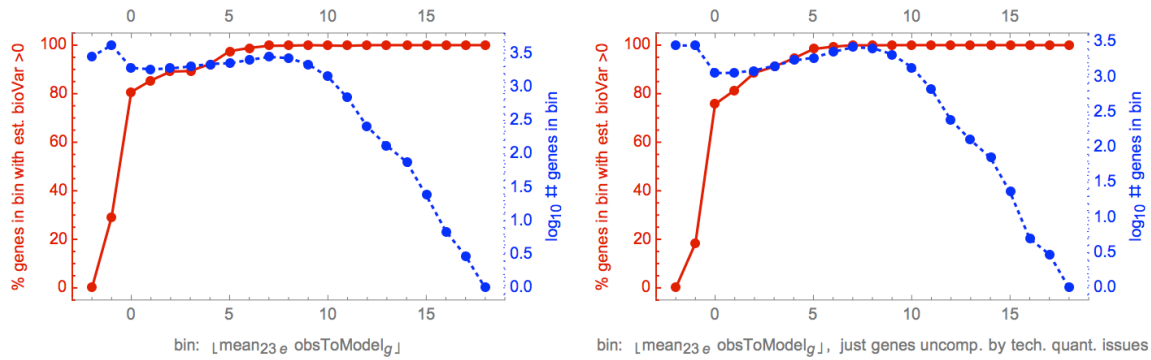 0 5 10 15
% genes in bin with est. bioVar >0
100
80
60
40
20
0
3.5
3.0
2.5
2.0
1.5
1.0
0.5
0.0
log10 # genes in bin
0 5 10 15
bin: ⌊mean23 e obsToModelg⌋
0 5 10 15
% genes in bin with est. bioVar >0
100
80
60
40
20
0
3.5
3.0
2.5
2.0
1.5
1.0
0.5
0.0
log10 # genes in bin
0 5 10 15
bin: ⌊mean23 e obsToModelg⌋, just genes uncomp. by tech. quant. issues